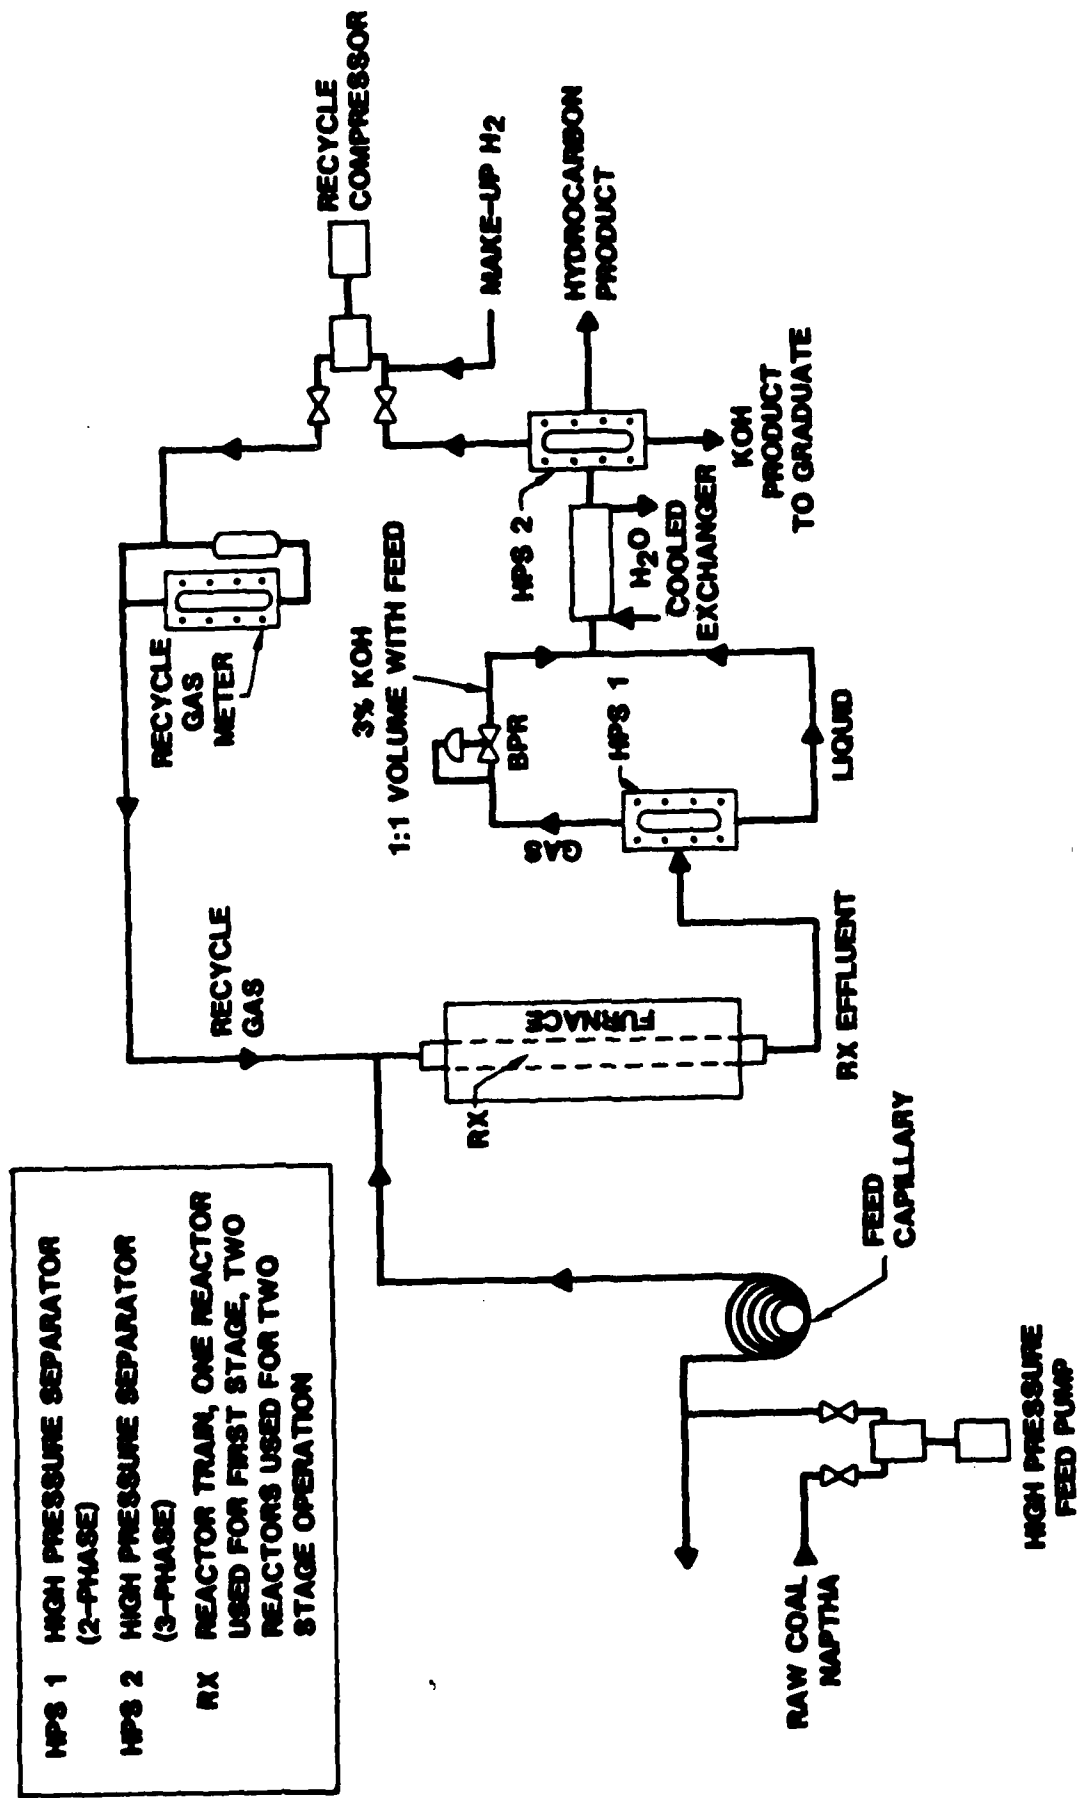 HPS 1 HIGH PRESSURE SEPARATOR
(2-PHASE)
HPS 2 HIGH PRESSURE SEPARATOR
(3-PHASE)
RX REACTOR TRAIN, ONE REACTOR
USED FOR FIRST STAGE, TWO
REACTORS USED FOR TWO
STAGE OPERATION
RECYCLE
GAS
RECYCLE
GAS
METER
RECYCLE
COMPRESSOR
MAKE-UP H2
3% KOH
1:1 VOLUME WITH FEED
BPR
GAS
HPS 1
LIQUID
HPS 2
H2O
COOLED
EXCHANGER
HYDROCARBON
PRODUCT
KOH
PRODUCT
TO GRADUATE
RX
FURNACE
RX EFFLUENT
FEED
CAPILLARY
RAW COAL
NAPTHA
HIGH PRESSURE
FEED PUMP